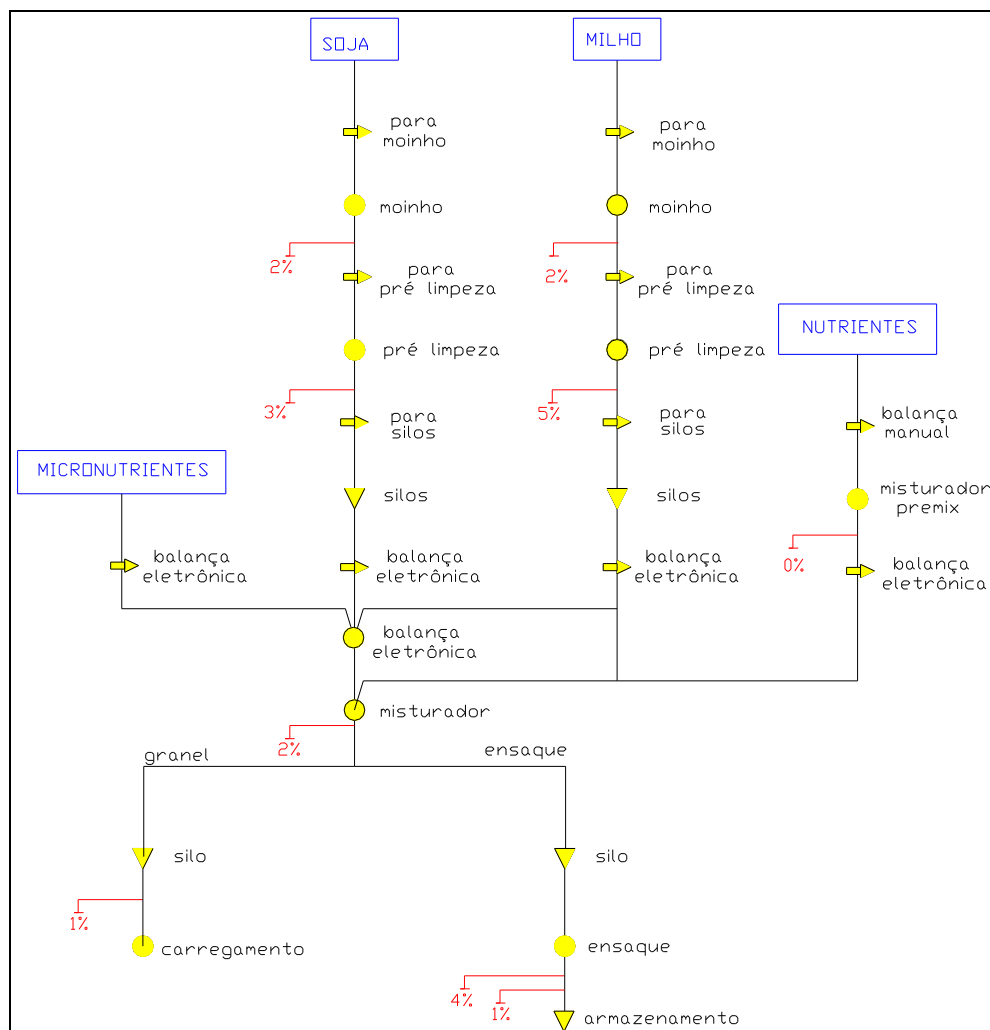 SOJA
MILHO
para
moinho
para
moinho
moinho
moinho
2%
2%
para
pré limpeza
para
pré limpeza
NUTRIENTES
pré limpeza
pré limpeza
3%
5%
para
silos
para
silos
balança
manual
MICRONUTRIENTES
silos
silos
misturador
premix
balança
eletrônica
balança
eletrônica
balança
eletrônica
0%
balança
eletrônica
balança
eletrônica
misturador
2%
granel
ensaque
silo
silo
1%
carregamento
ensaque
4%
1%
armazenamento